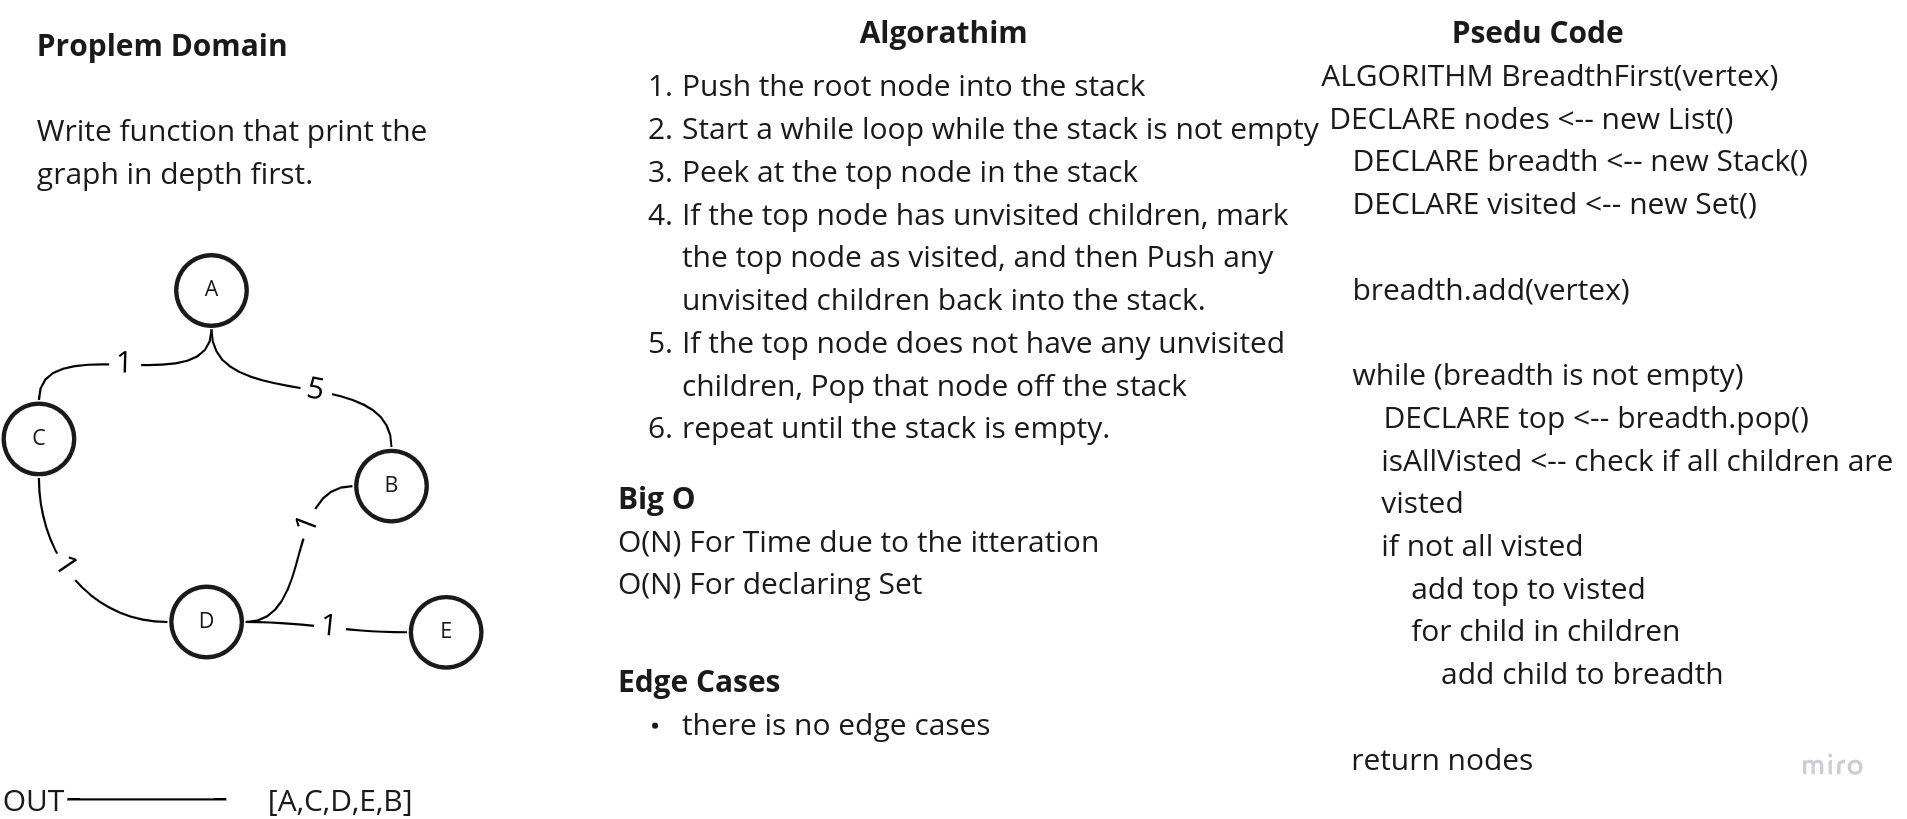 Proplem Domain
Write function that print the
graph in depth first.
A
1
5
C
B
1
1
D
1
E
OUT
[A,C,D,E,B]
Algorathim
1. Push the root node into the stack
2. Start a while loop while the stack is not empty
3. Peek at the top node in the stack
4. If the top node has unvisited children, mark
the top node as visited, and then Push any
unvisited children back into the stack.
5. If the top node does not have any unvisited
children, Pop that node off the stack
6. repeat until the stack is empty.
Big O
O(N) For Time due to the itteration
O(N) For declaring Set
Edge Cases
• there is no edge cases
Psedu Code
ALGORITHM BreadthFirst(vertex)
DECLARE nodes <-- new List()
DECLARE breadth <-- new Stack()
DECLARE visited <-- new Set()
breadth.add(vertex)
while (breadth is not empty)
DECLARE top <-- breadth.pop()
isAllVisted <-- check if all children are
visted
if not all visted
add top to visted
for child in children
add child to breadth
return nodes
miro